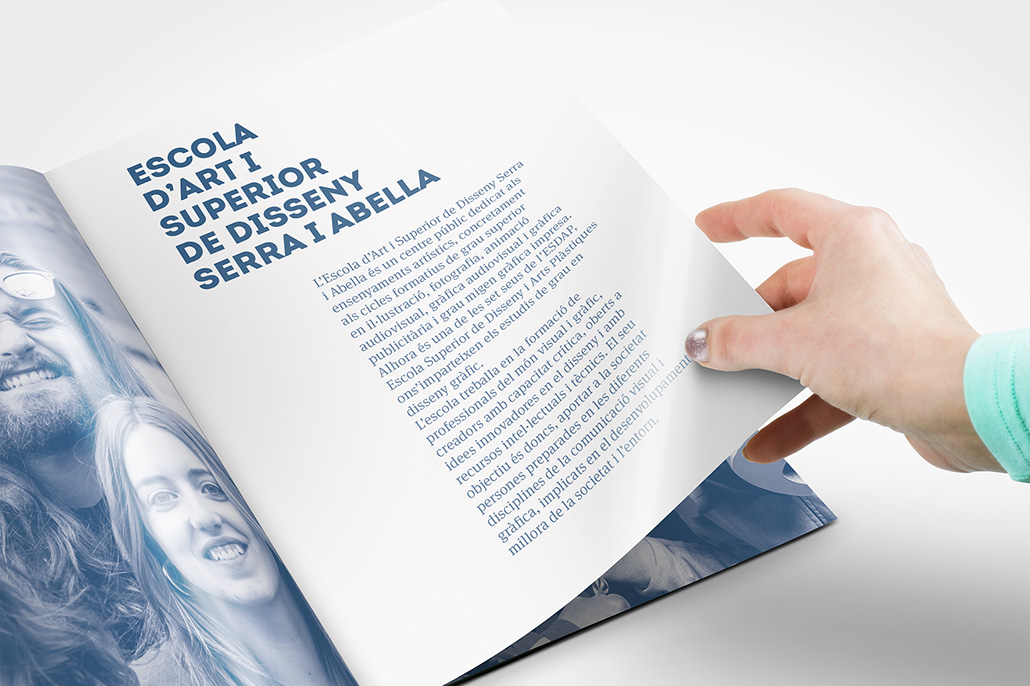 ESCOLA
D'ART I
SUPERIOR
DE DISSENY
SERRA I ABELLA
L'Escola d'Art i Superior de Disseny Serra
i Abella és un centre públic dedicat als
ensenyaments artístics, concretament
als cicles formatius de grau superior
en il·lustració, fotografia, animació
audiovisual, gràfica audiovisual i gràfica
publicitària i grau migen gràfica impresa.
Alhora és una de les set seus de l'ESDAP,
Escola Superior de Disseny i Arts Plàstiques
ons'imparteixen els estudis de grau en
disseny gràfic.
L'escola treballa en la formació de
professionals del món visual i gràfic,
creadors amb capacitat crítica, oberts a
idees innovadores en el disseny i amb
recursos intel·lectuals i tècnics. El seu
objectiu és doncs, aportar a la societat
persones preparades en les diferents
disciplines de la comunicació visual i
gràfica, implicats en el desenvolupament
millora de la societat i l'entorn.